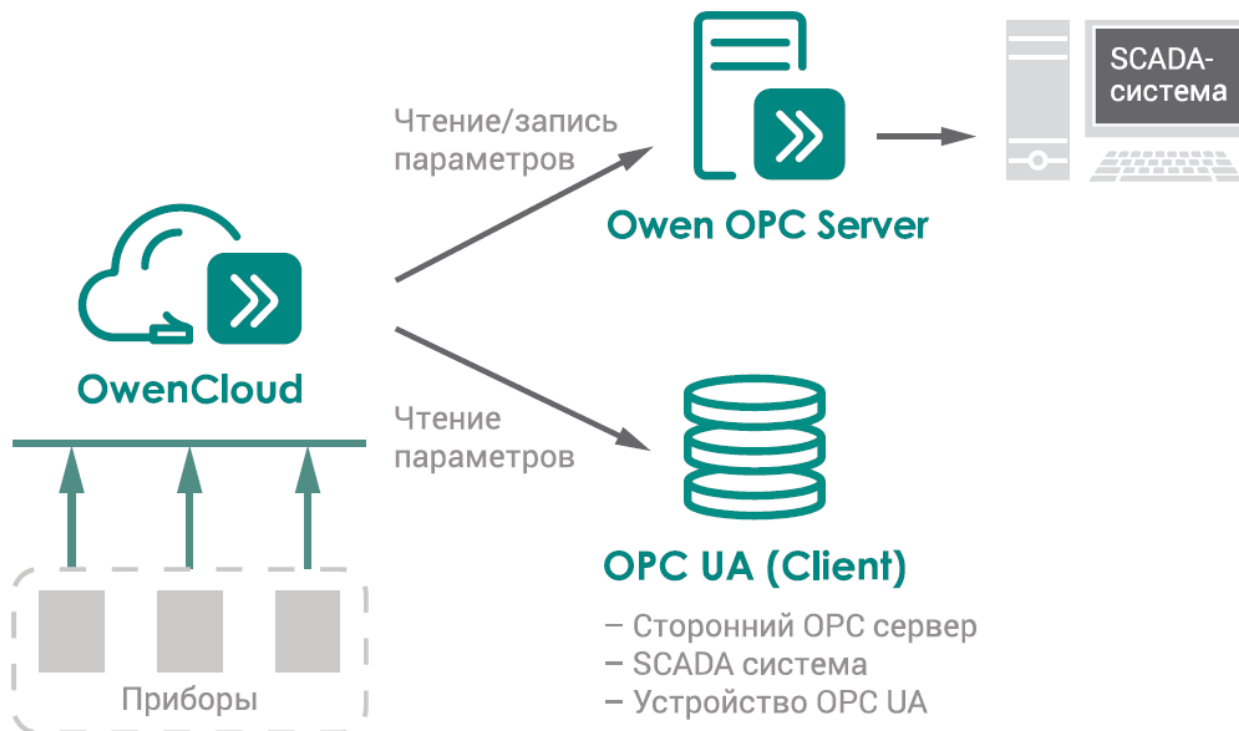 SCADA-
система
Чтение/запись
параметров
Owen OPC Server
OwenCloud
Чтение
параметров
OPC UA (Client)
– Сторонний OPC сервер
– SCADA система
– Устройство OPC UA
Приборы